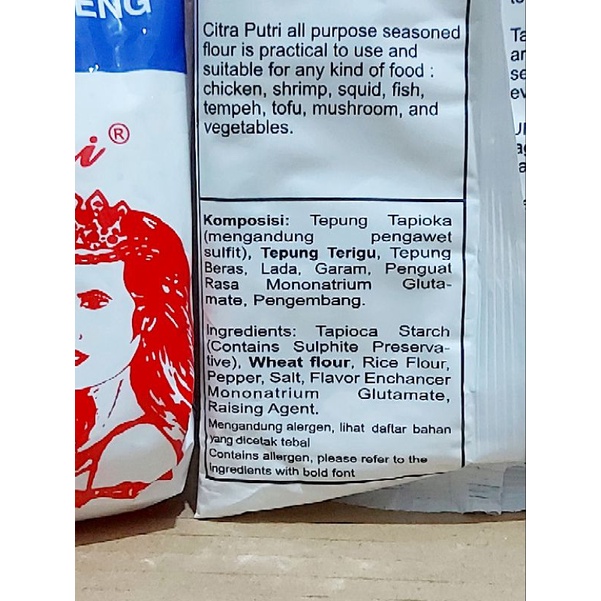 ENG
i®
Citra Putri all purpose seasoned
flour is practical to use and
suitable for any kind of food :
chicken, shrimp, squid, fish,
tempeh, tofu, mushroom, and
vegetables.
Komposisi: Tepung Tapioka
(mengandung pengawet
sulfit), Tepung Terigu, Tepung
Beras, Lada, Garam, Penguat
Rasa Mononatrium Gluta-
mate, Pengembang.
Ingredients: Tapioca Starch
(Contains Sulphite Preserva-
tive), Wheat flour, Rice Flour,
Pepper, Salt, Flavor Enchancer
Mononatrium Glutamate,
Raising Agent.
Mengandung alergen, lihat daftar bahan
yang dicetak tebal
Contains allergen, please refer to the
Ingredients with bold font